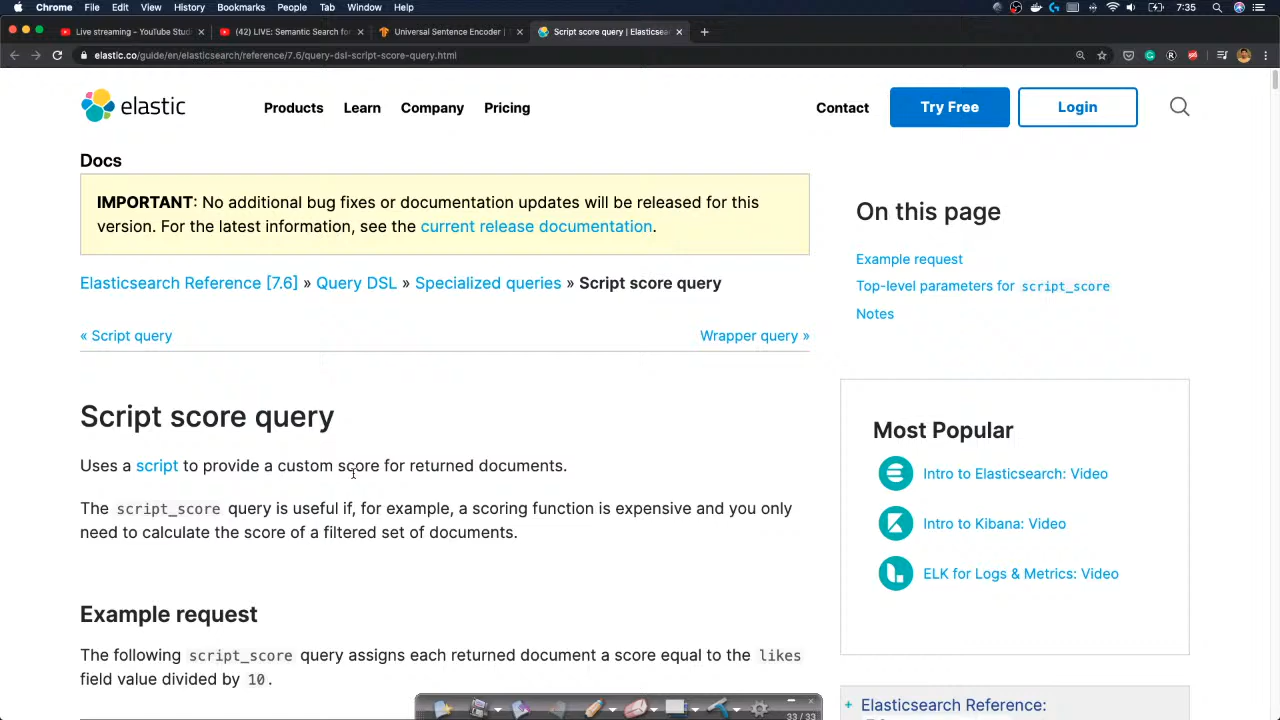 Chrome File Edit View History Bookmarks People Tab Window Help 7:35
Live streaming - YouTube Stud
(42) LIVE: Semantic Search for
Universal Sentence Encoder
Script score query | Elasticsear
elastic.co/guide/en/elasticsearch/reference/7.6/query-dsl-script-score-query.html
elastic
Products Learn Company Pricing
Contact Try Free Login
Docs
IMPORTANT: No additional bug fixes or documentation updates will be released for this
version. For the latest information, see the current release documentation.
Elasticsearch Reference [7.6] » Query DSL » Specialized queries » Script score query
« Script query Wrapper query »
Script score query
Uses a script to provide a custom score for returned documents.
The script_score query is useful if, for example, a scoring function is expensive and you only
need to calculate the score of a filtered set of documents.
Example request
The following script_score query assigns each returned document a score equal to the likes
field value divided by 10.
On this page
Example request
Top-level parameters for script_score
Notes
Most Popular
Intro to Elasticsearch: Video
Intro to Kibana: Video
ELK for Logs & Metrics: Video
+ Elasticsearch Reference:
33/33